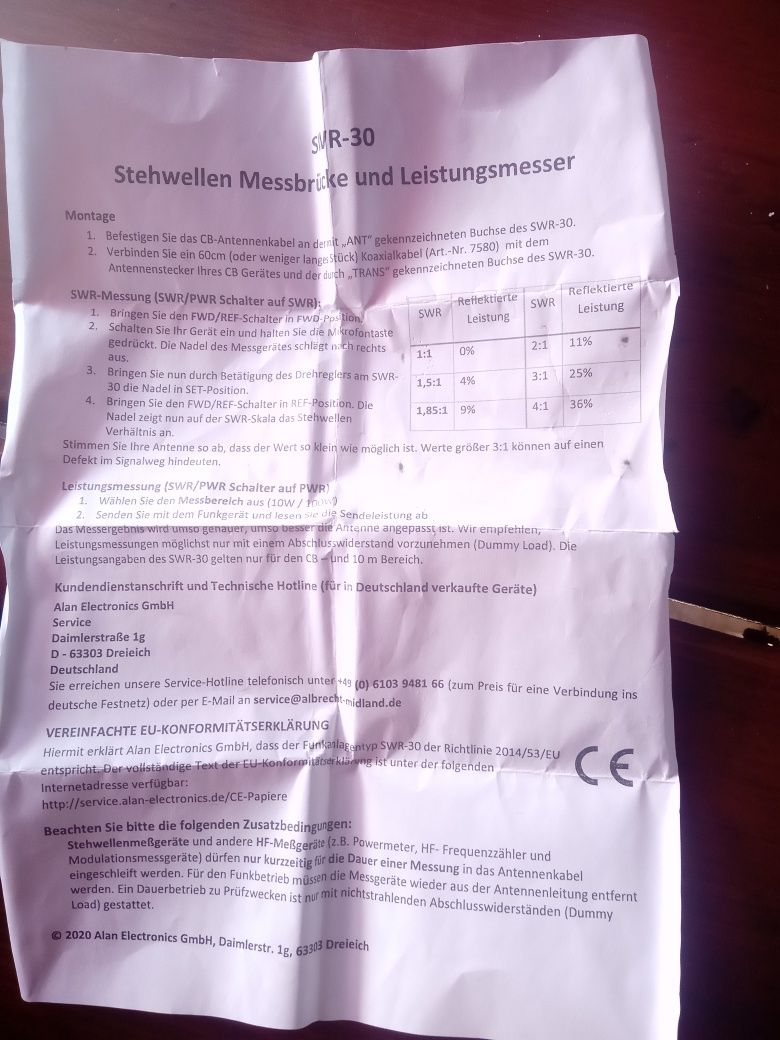 SWR-30
Stehwellen Messbrücke und Leistungsmesser
Montage
1. Befestigen Sie das CB-Antennenkabel an der mit „ANT" gekennzeichneten Buchse des SWR-30.
2. Verbinden Sie ein 60cm (oder weniger langes Stück) Koaxialkabel (Art.-Nr. 7580) mit dem
Antennenstecker Ihres CB Gerätes und der durch „TRANS" gekennzeichneten Buchse des SWR-30.
SWR-Messung (SWR/PWR Schalter auf SWR):
1. Bringen Sie den FWD/REF-Schalter in FWD-Position.
2. Schalten Sie Ihr Gerät ein und halten Sie die Mikrofontaste
gedrückt. Die Nadel des Messgerätes schlägt nach rechts
aus.
3. Bringen Sie nun durch Betätigung des Drehreglers am SWR-
30 die Nadel in SET-Position.
4. Bringen Sie den FWD/REF-Schalter in REF-Position. Die
Nadel zeigt nun auf der SWR-Skala das Stehwellen
Verhältnis an.
SWR Reflektierte Leistung SWR Reflektierte Leistung
1:1 0% 2:1 11%
1,5:1 4% 3:1 25%
1,85:1 9% 4:1 36%
Stimmen Sie Ihre Antenne so ab, dass der Wert so klein wie möglich ist. Werte größer 3:1 können auf einen
Defekt im Signalweg hindeuten.
Leistungsmessung (SWR/PWR Schalter auf PWR)
1. Wählen Sie den Messbereich aus (10W / 100W)
2. Senden Sie mit dem Funkgerät und lesen sie die Sendeleistung ab
Das Messergebnis wird umso genauer, umso besser die Antenne angepasst ist. Wir empfehlen,
Leistungsmessungen möglichst nur mit einem Abschlusswiderstand vorzunehmen (Dummy Load). Die
Leistungsangaben des SWR-30 gelten nur für den CB – und 10 m Bereich.
Kundendienstanschrift und Technische Hotline (für in Deutschland verkaufte Geräte)
Alan Electronics GmbH
Service
Daimlerstraße 1g
D - 63303 Dreieich
Deutschland
Sie erreichen unsere Service-Hotline telefonisch unter +49 (0) 6103 9481 66 (zum Preis für eine Verbindung ins
deutsche Festnetz) oder per E-Mail an service@albrecht-midland.de
VEREINFACHTE EU-KONFORMITÄTSERKLÄRUNG
Hiermit erklärt Alan Electronics GmbH, dass der Funkanlagentyp SWR-30 der Richtlinie 2014/53/EU
entspricht. Der vollständige Text der EU-Konformitätserklärung ist unter der folgenden
Internetadresse verfügbar:
http://service.alan-electronics.de/CE-Papiere
CE
Beachten Sie bitte die folgenden Zusatzbedingungen:
Stehwellenmeßgeräte und andere HF-Meßgeräte (z.B. Powermeter, HF- Frequenzzähler und
Modulationsmessgeräte) dürfen nur kurzzeitig für die Dauer einer Messung in das Antennenkabel
eingeschleift werden. Für den Funkbetrieb müssen die Messgeräte wieder aus der Antennenleitung entfernt
werden. Ein Dauerbetrieb zu Prüfzwecken ist nur mit nichtstrahlenden Abschlusswiderständen (Dummy
Load) gestattet.
© 2020 Alan Electronics GmbH, Daimlerstr. 1g, 63303 Dreieich